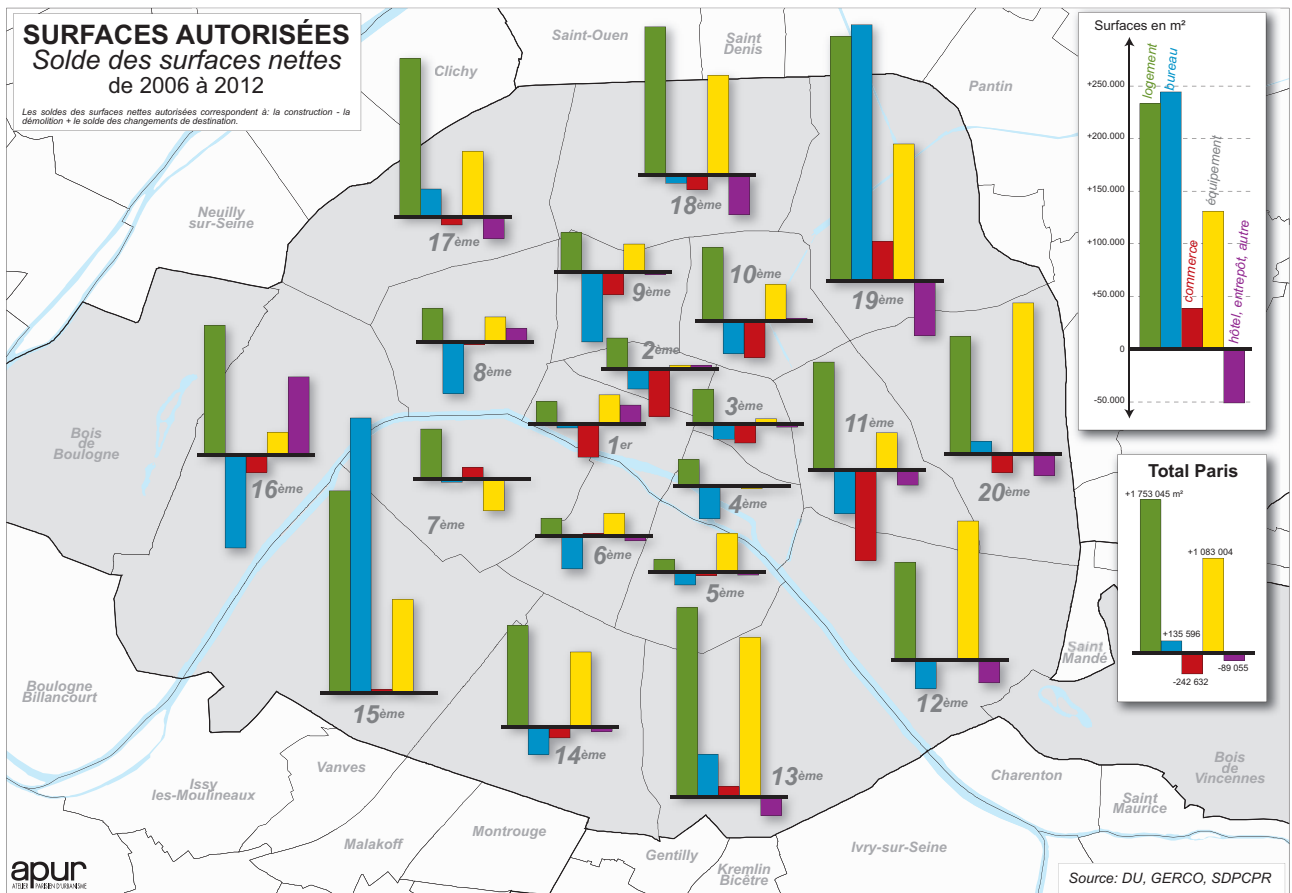 SURFACES AUTORISÉES
Solde des surfaces nettes
de 2006 à 2012
Les soldes des surfaces nettes autorisées correspondent à: la construction - la
démolition + le solde des changements de destination.
Saint-Ouen
Saint
Denis
Clichy
Pantin
Neuilly
sur-Seine
Bois
de
Boulogne
Boulogne
Billancourt
Issy
les-Moulineaux
Vanves
Malakoff
Montrouge
Gentilly
Kremlin
Bicêtre
Ivry-sur-Seine
Charenton
Saint
Maurice
Bois
de
Vincennes
Saint
Mandé
17ème
18ème
19ème
9ème
10ème
8ème
2ème
3ème
1er
11ème
20ème
16ème
7ème
4ème
6ème
5ème
15ème
14ème
13ème
12ème
Surfaces en m²
+250.000
+200.000
+150.000
+100.000
+50.000
0
-50.000
logement
bureau
commerce
équipement
hôtel, entrepôt, autre
Total Paris
+1 753 045 m²
+135 596
-242 632
+1 083 004
-89 055
apur
ATELIER PARISIEN D'URBANISME
Source: DU, GERCO, SDPCPR